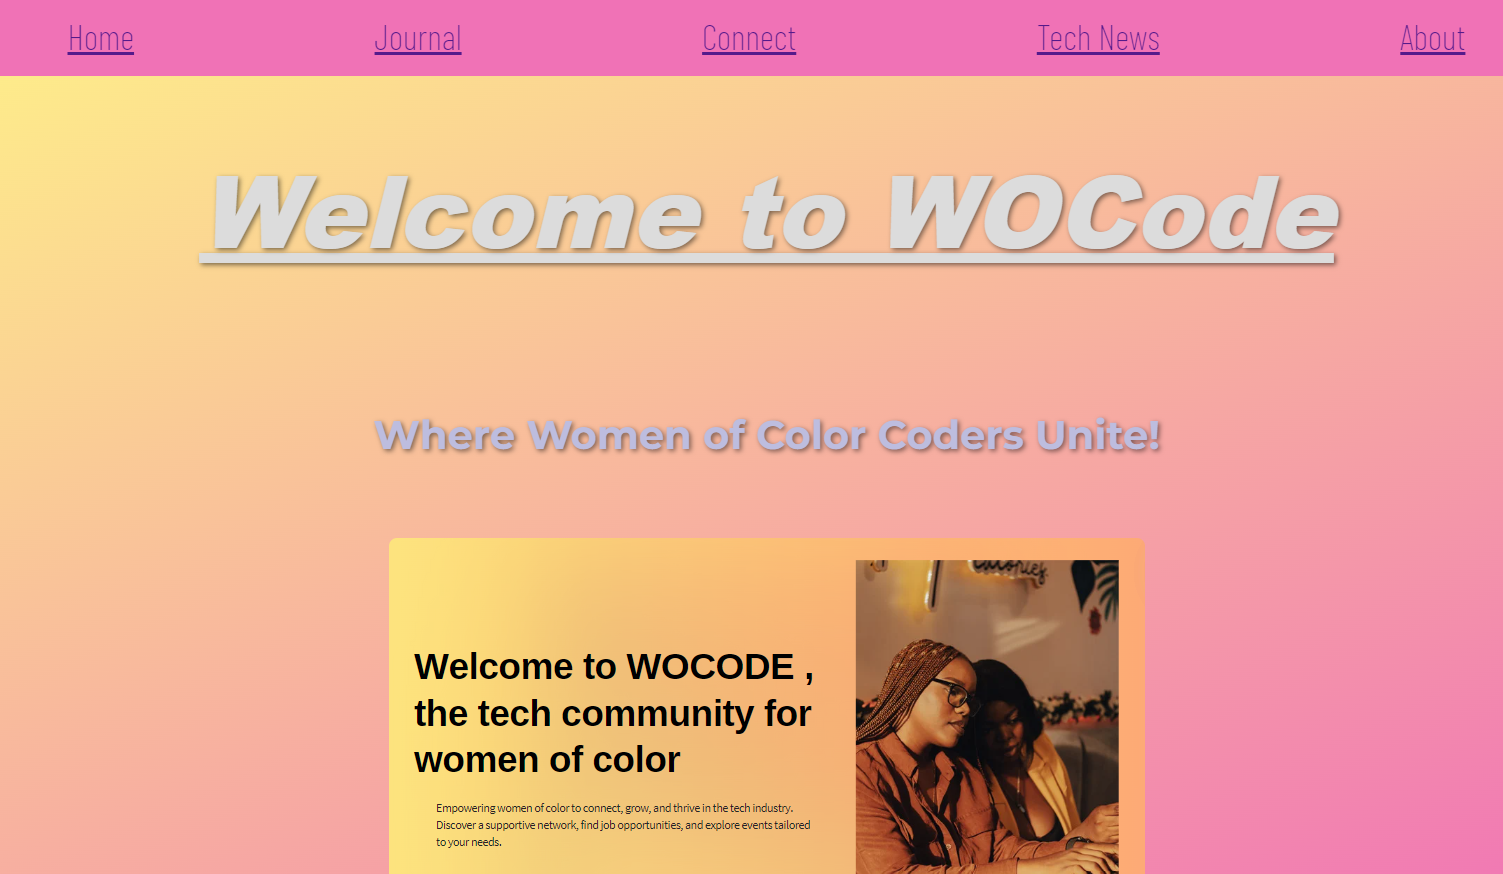 Home Journal Connect Tech News About
Welcome to WOCode
Where Women of Color Coders Unite!
Welcome to WOCODE ,
the tech community for
women of color
Empowering women of color to connect, grow, and thrive in the tech industry.
Discover a supportive network, find job opportunities, and explore events tailored
to your needs.